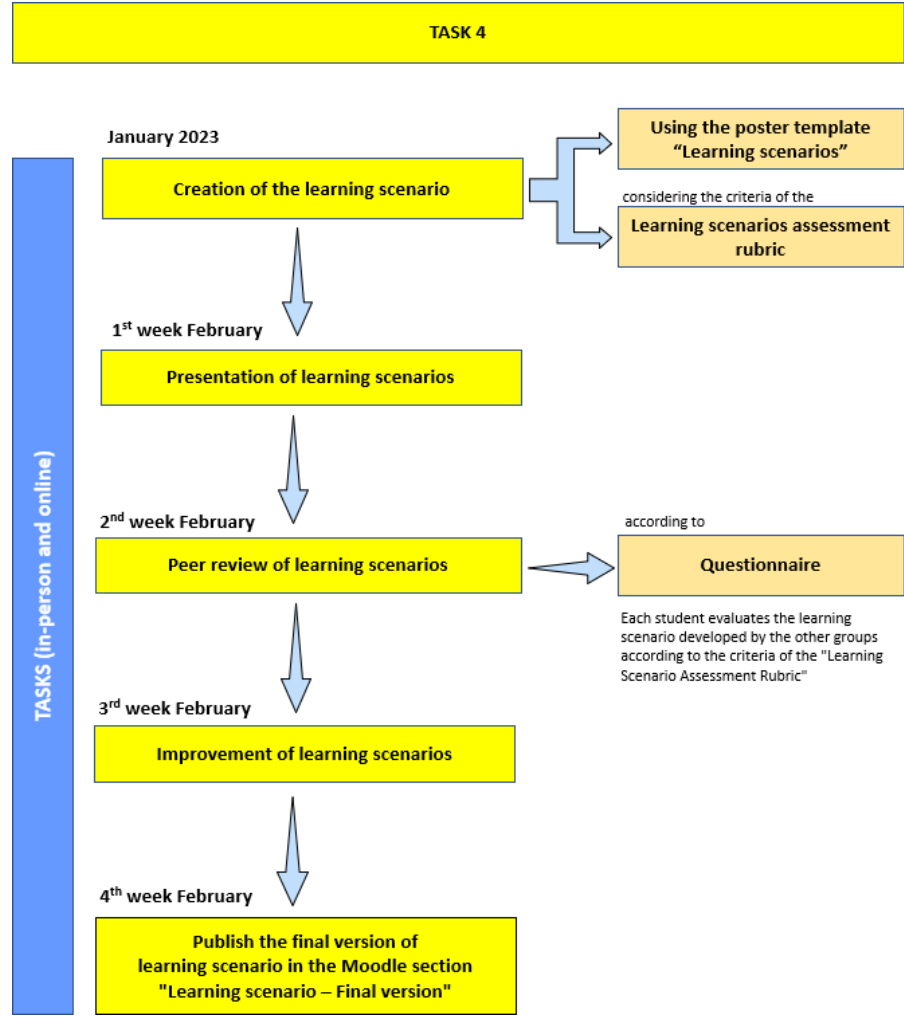 TASK 4
January 2023
Creation of the learning scenario
Using the poster template
“Learning scenarios”
considering the criteria of the
Learning scenarios assessment
rubric
TASKS (in-person and online)
1st week February
Presentation of learning scenarios
2nd week February
Peer review of learning scenarios
according to
Questionnaire
Each student evaluates the learning
scenario developed by the other groups
according to the criteria of the "Learning
Scenario Assessment Rubric"
3rd week February
Improvement of learning scenarios
4th week February
Publish the final version of
learning scenario in the Moodle section
"Learning scenario – Final version"